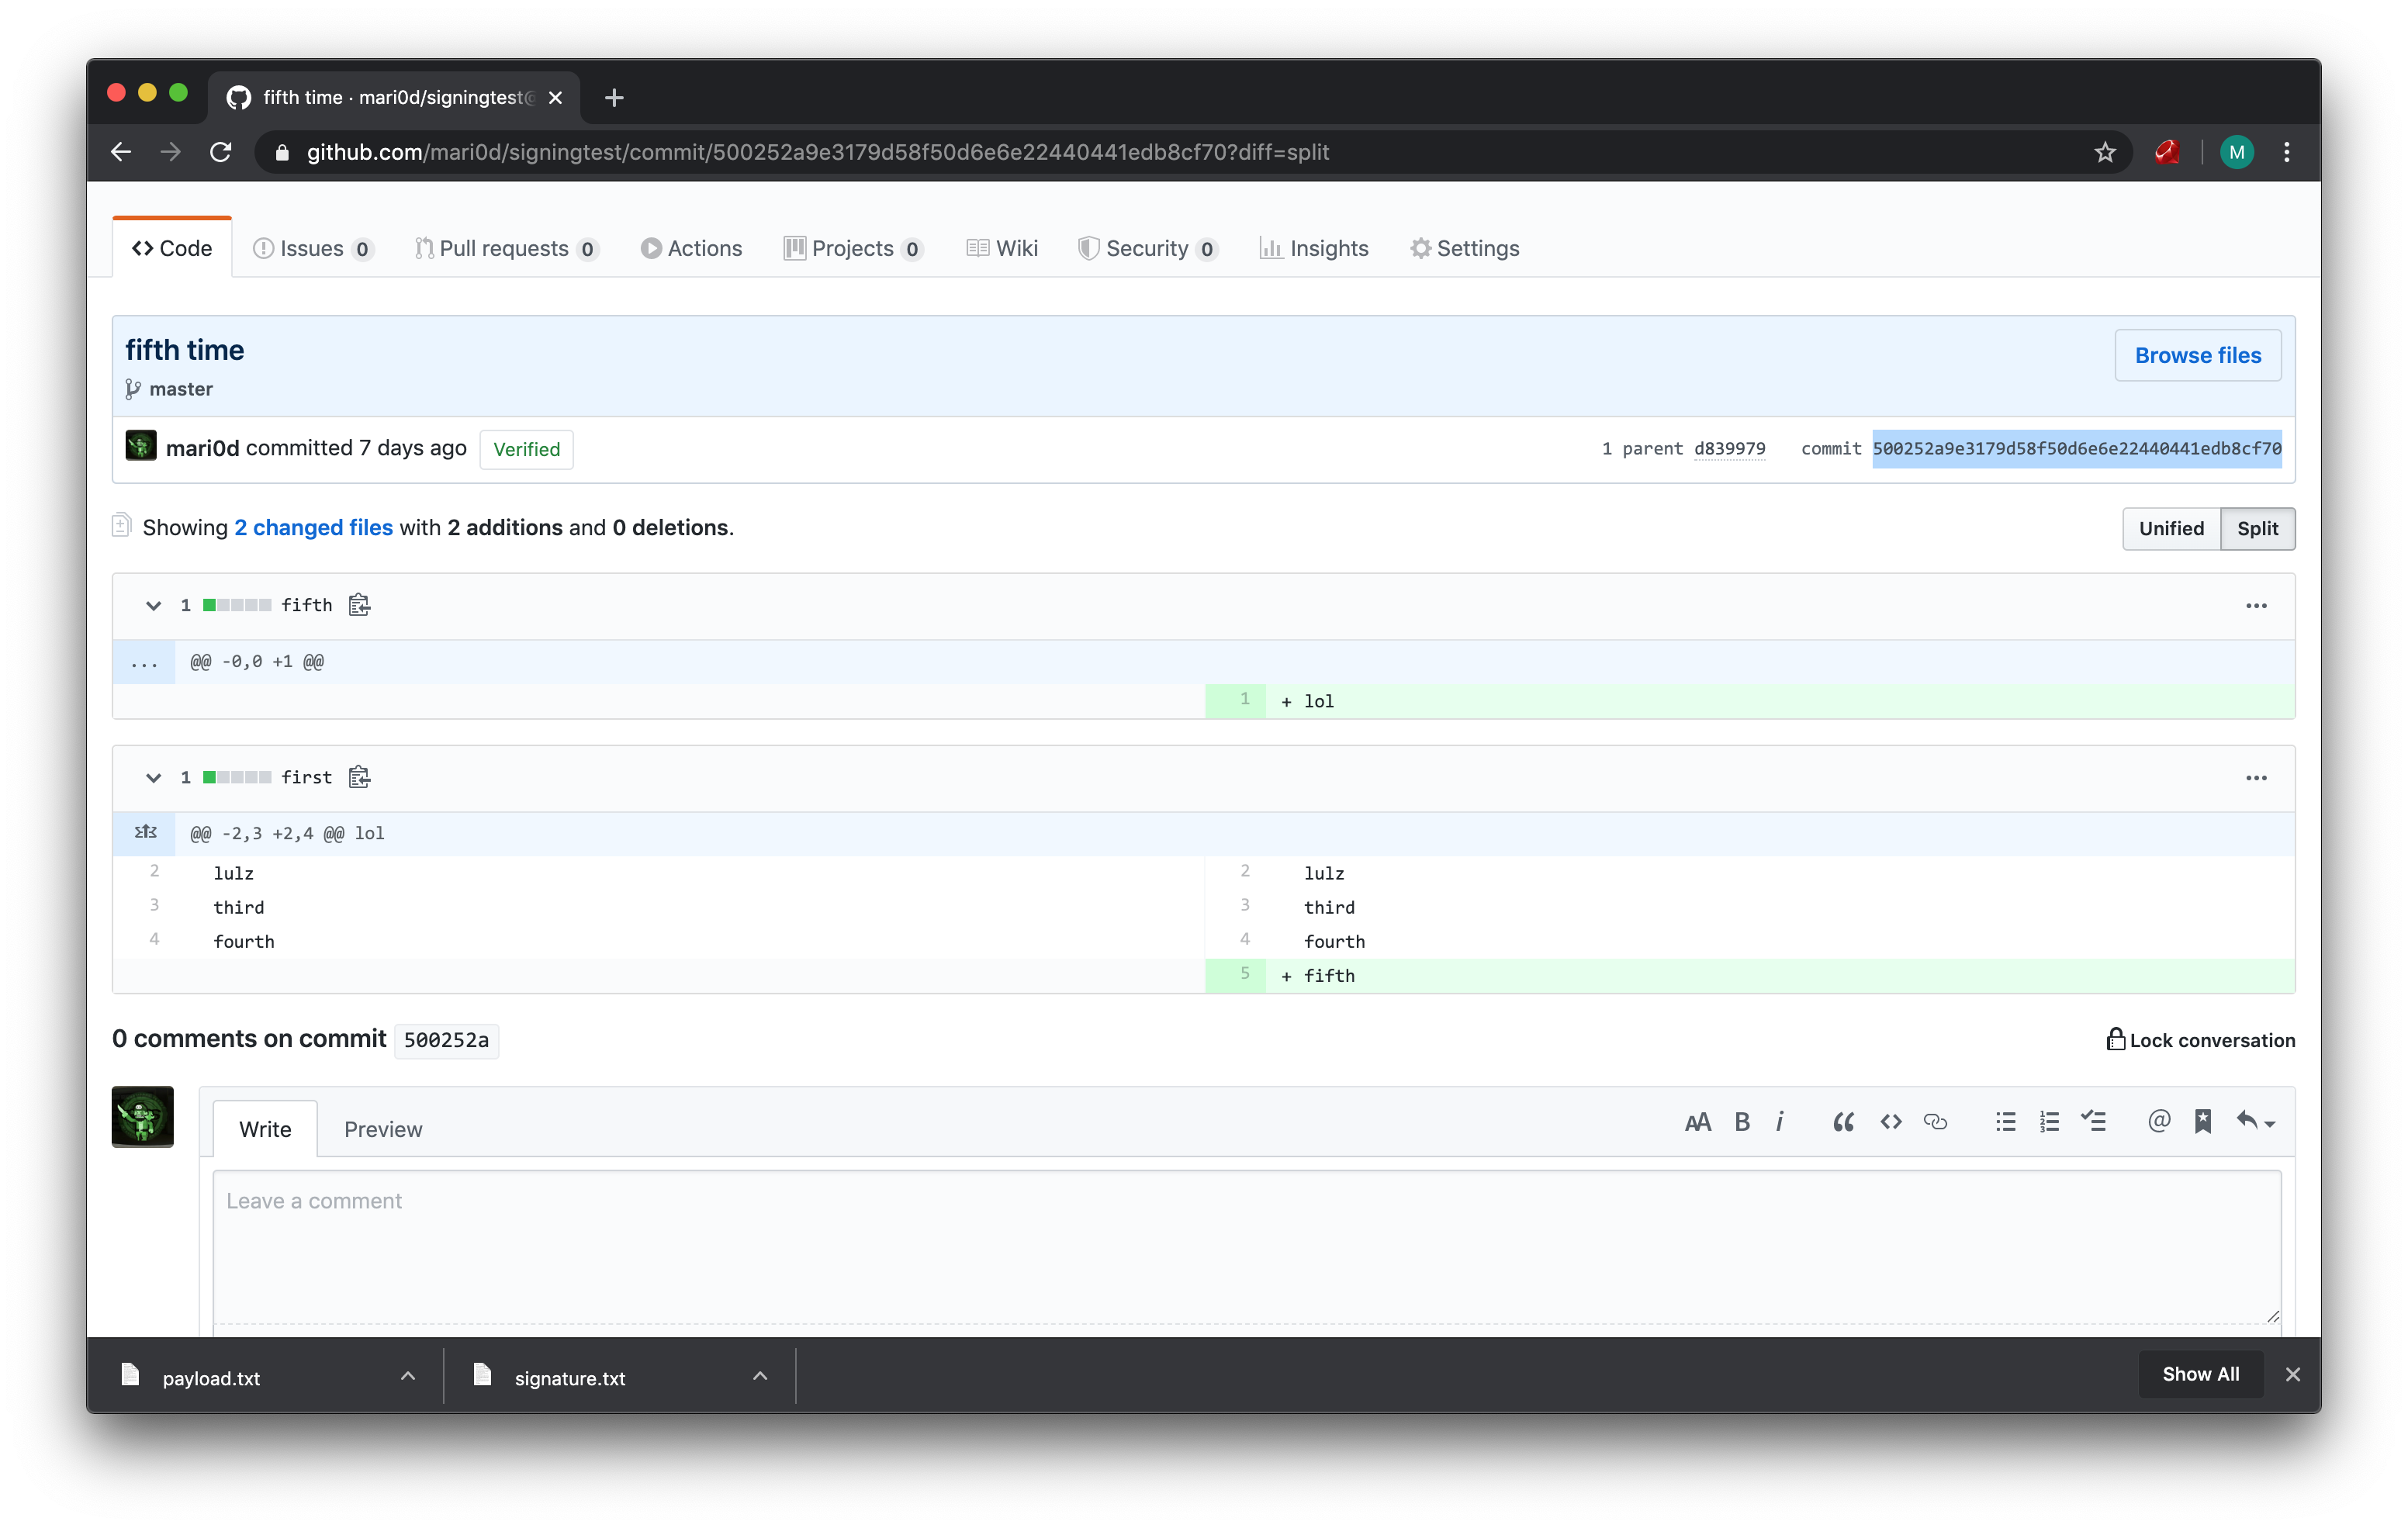 fifth time · mari0d/signingtest@
github.com/mari0d/signingtest/commit/500252a9e3179d58f50d6e6e22440441edb8cf70?diff=split
M
Code Issues 0 Pull requests 0 Actions Projects 0 Wiki Security 0 Insights Settings
fifth time
Browse files
master
mari0d committed 7 days ago Verified 1 parent d839979 commit 500252a9e3179d58f50d6e6e22440441edb8cf70
Showing 2 changed files with 2 additions and 0 deletions.
Unified Split
1 fifth
... @@ -0,0 +1 @@
1 + lol
1 first
@@ -2,3 +2,4 @@ lol
2 lulz 2 lulz
3 third 3 third
4 fourth 4 fourth
5 + fifth
0 comments on commit 500252a
Lock conversation
Write Preview
Leave a comment
payload.txt signature.txt Show All